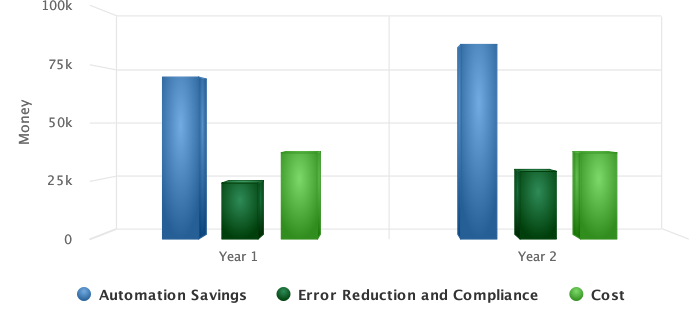 100k
75k
50k
25k
0
Money
Year 1
Year 2
Automation Savings
Error Reduction and Compliance
Cost